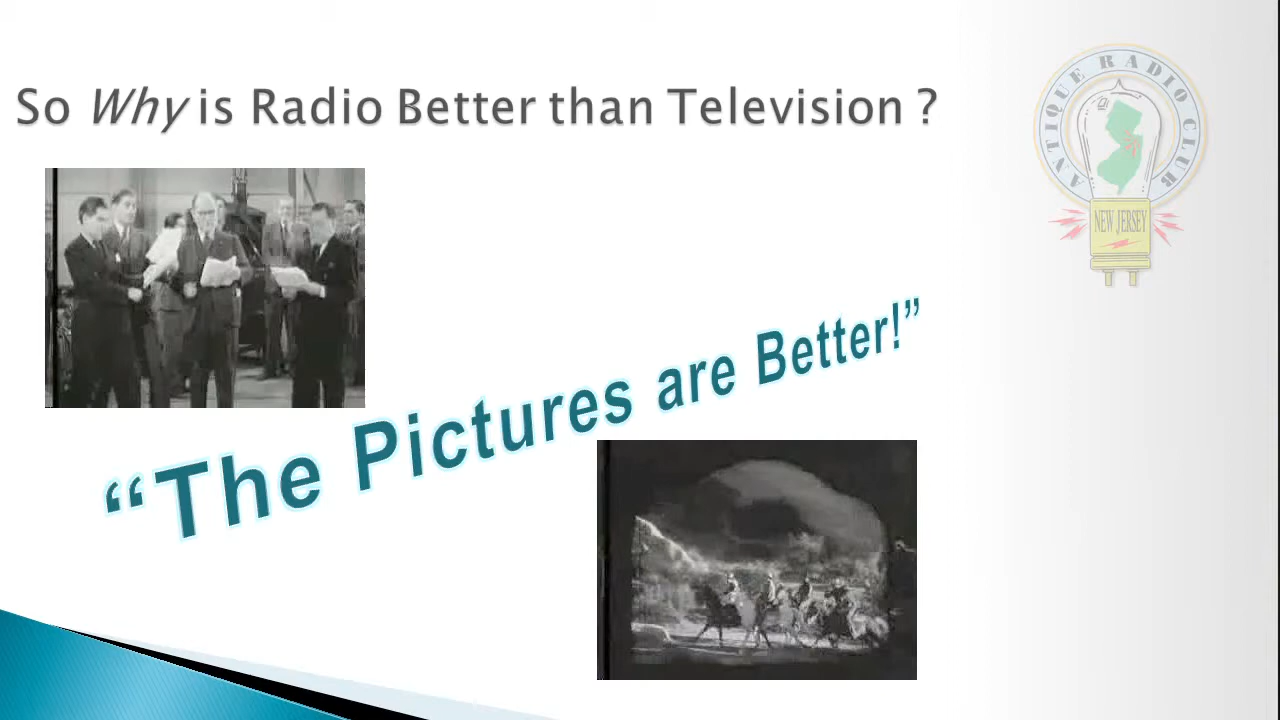 So Why is Radio Better than Television ?
ANTIQUE RADIO CLUB
NEW JERSEY
“The Pictures are Better!”